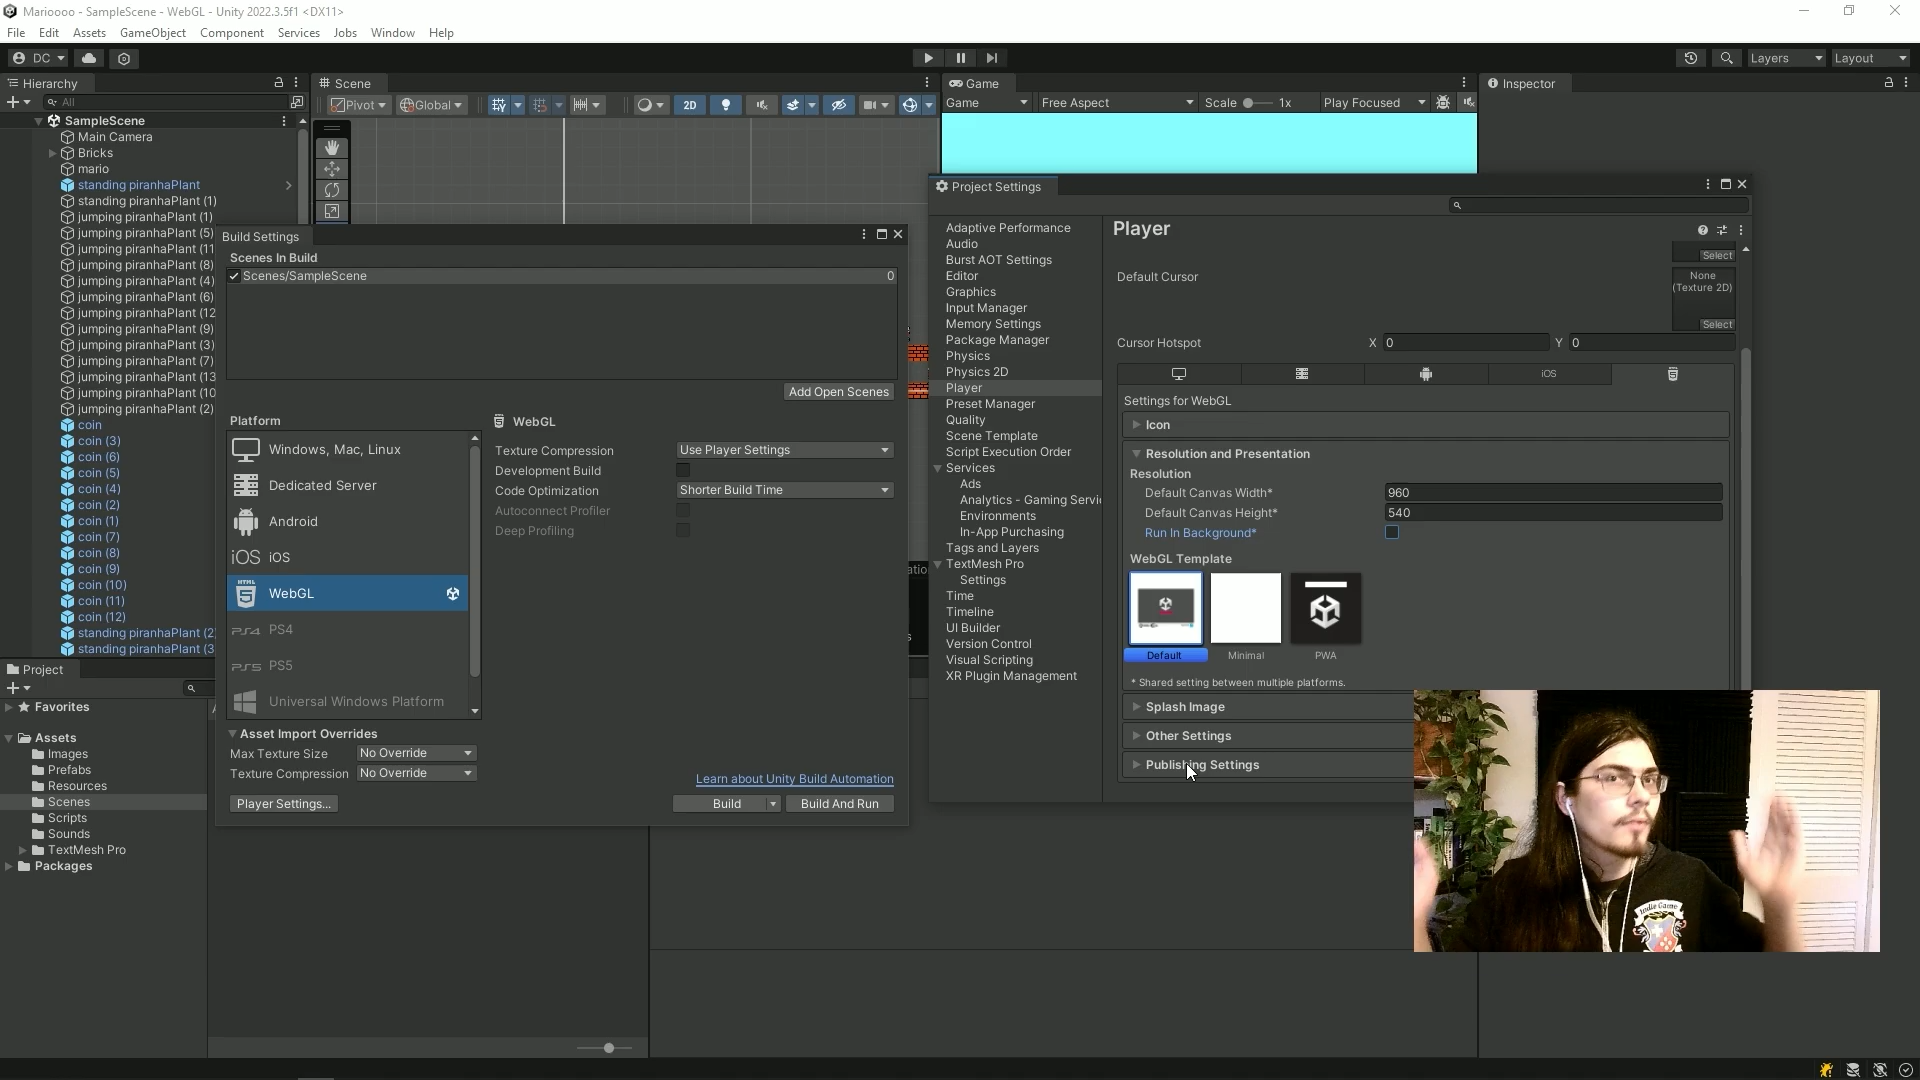 Marioooo - SampleScene - WebGL - Unity 2022.3.5f1 <DX11>
File Edit Assets GameObject Component Services Jobs Window Help
DC
Layers
Layout
Hierarchy
All
SampleScene
Main Camera
Bricks
mario
standing piranhaPlant
standing piranhaPlant (1)
jumping piranhaPlant (1)
jumping piranhaPlant (5)
jumping piranhaPlant (11
jumping piranhaPlant (8)
jumping piranhaPlant (4)
jumping piranhaPlant (6)
jumping piranhaPlant (12
jumping piranhaPlant (9)
jumping piranhaPlant (3)
jumping piranhaPlant (7)
jumping piranhaPlant (13
jumping piranhaPlant (10
jumping piranhaPlant (2)
coin
coin (3)
coin (6)
coin (5)
coin (4)
coin (2)
coin (1)
coin (7)
coin (8)
coin (9)
coin (10)
coin (11)
coin (12)
standing piranhaPlant (2
standing piranhaPlant (3
Project
Favorites
Assets
Images
Prefabs
Resources
Scenes
Scripts
Sounds
TextMesh Pro
Packages
Scene
Pivot
Global
2D
Game
Game
Free Aspect
Scale
1x
Play Focused
Inspector
Build Settings
Scenes In Build
Scenes/SampleScene
0
Add Open Scenes
Platform
Windows, Mac, Linux
Dedicated Server
Android
iOS iOS
WebGL
PS4 PS4
PS5 PS5
Universal Windows Platform
WebGL
Texture Compression
Use Player Settings
Development Build
Code Optimization
Shorter Build Time
Autoconnect Profiler
Deep Profiling
Asset Import Overrides
Max Texture Size
No Override
Texture Compression
No Override
Learn about Unity Build Automation
Player Settings...
Build
Build And Run
Project Settings
Adaptive Performance
Audio
Burst AOT Settings
Editor
Graphics
Input Manager
Memory Settings
Package Manager
Physics
Physics 2D
Player
Preset Manager
Quality
Scene Template
Script Execution Order
Services
Ads
Analytics - Gaming Servi
Environments
In-App Purchasing
Tags and Layers
TextMesh Pro
Settings
Time
Timeline
UI Builder
Version Control
Visual Scripting
XR Plugin Management
Player
Select
Default Cursor
None
(Texture 2D)
Select
Cursor Hotspot
X 0
Y 0
iOS
Settings for WebGL
Icon
Resolution and Presentation
Resolution
Default Canvas Width*
960
Default Canvas Height*
540
Run In Background*
WebGL Template
Default
Minimal
PWA
* Shared setting between multiple platforms.
Splash Image
Other Settings
Publishing Settings
Indie Game